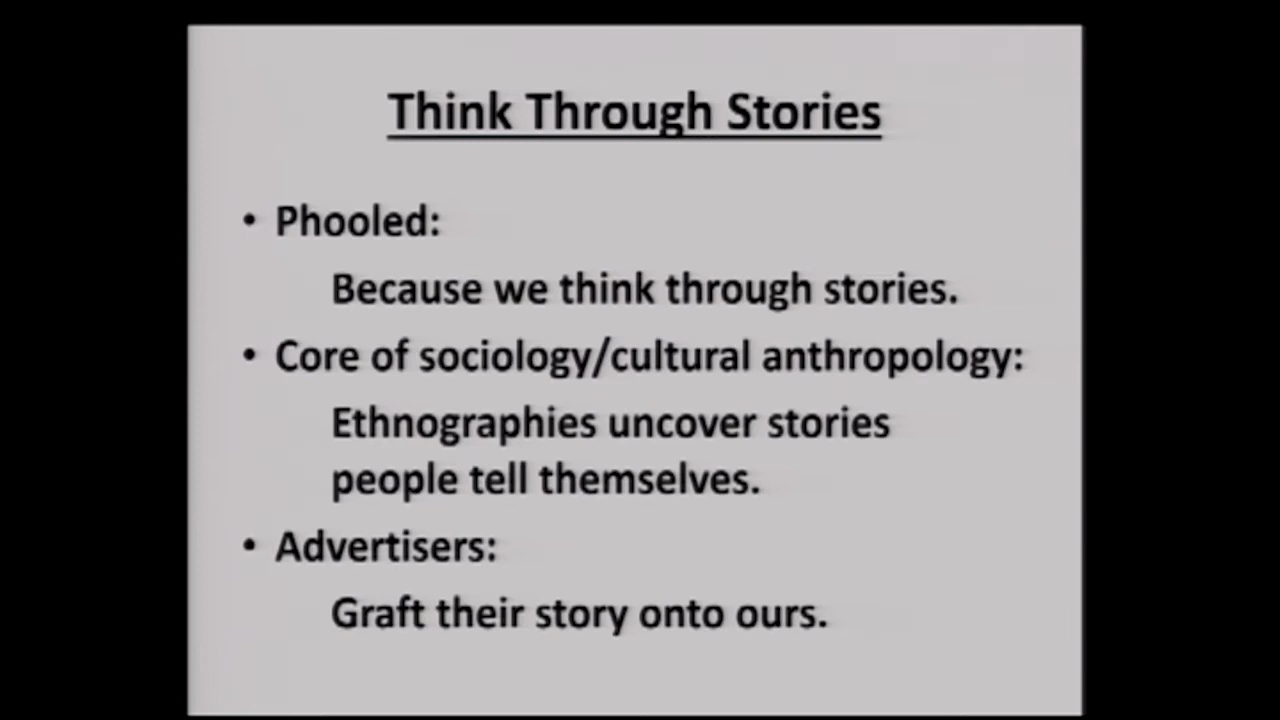 Think Through Stories
• Phooled:
Because we think through stories.
• Core of sociology/cultural anthropology:
Ethnographies uncover stories
people tell themselves.
• Advertisers:
Graft their story onto ours.